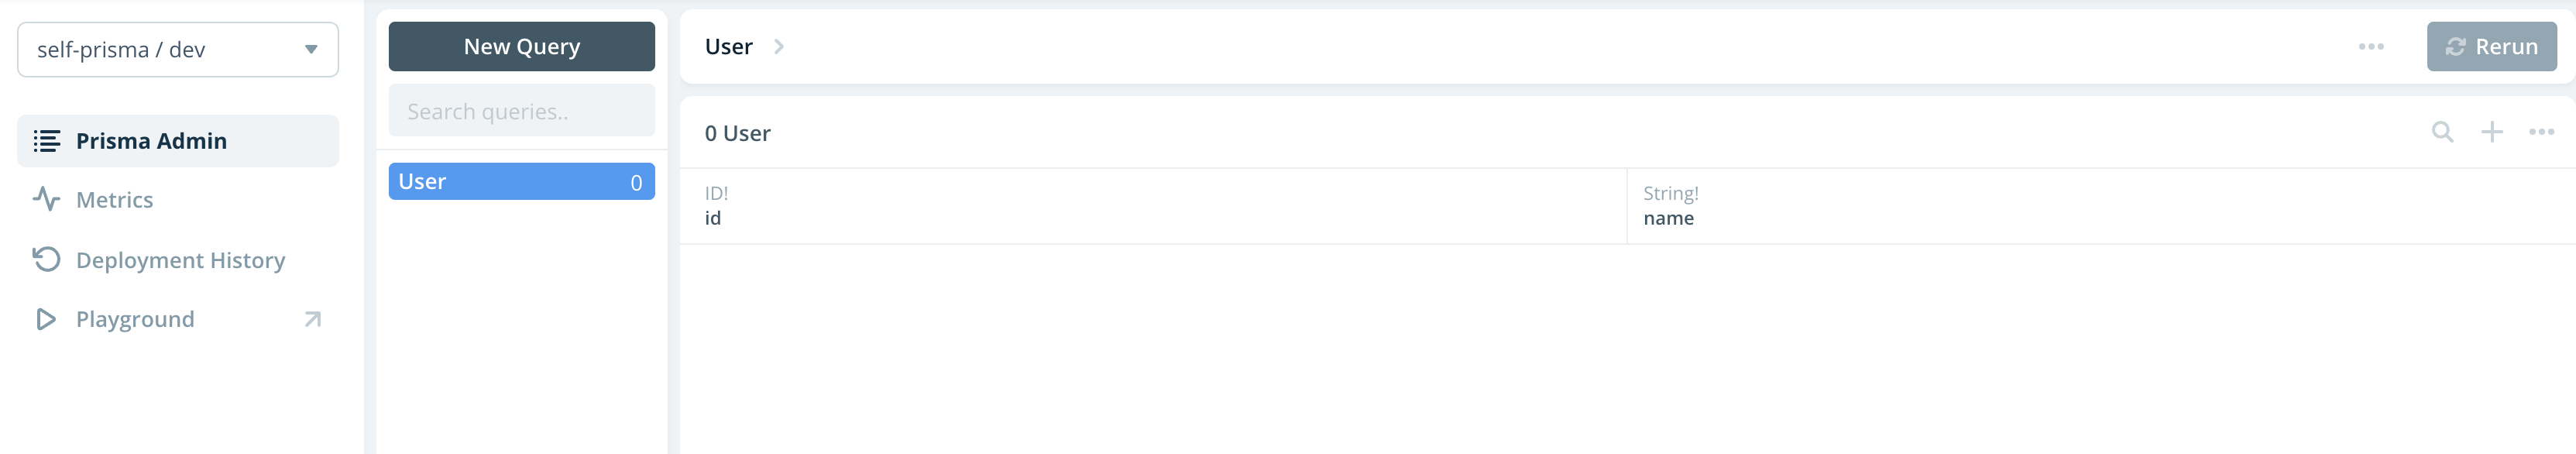 self-prisma / dev
Prisma Admin
Metrics
Deployment History
Playground
New Query
Search queries..
User 0
User
Rerun
0 User
ID!
id
String!
name